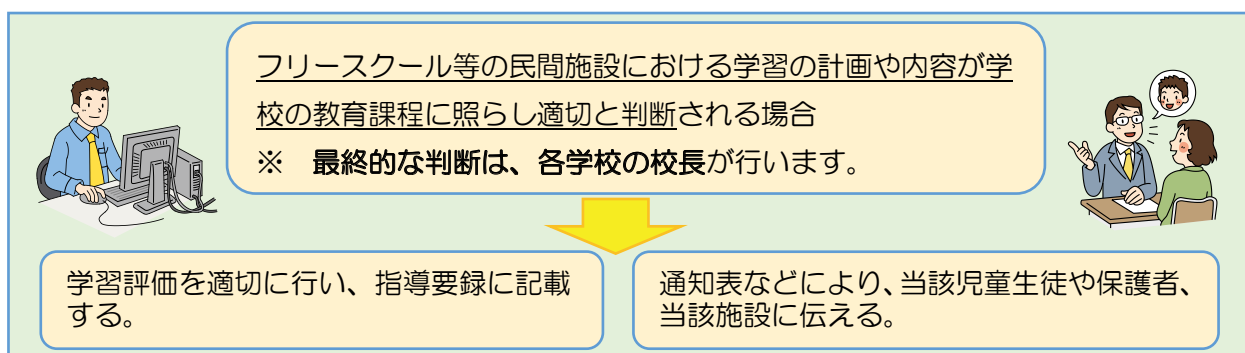 フリースクール等の民間施設における学習の計画や内容が学
校の教育課程に照らし適切と判断される場合
※　最終的な判断は、各学校の校長が行います。
学習評価を適切に行い、指導要録に記載
する。
通知表などにより、当該児童生徒や保護者、
当該施設に伝える。